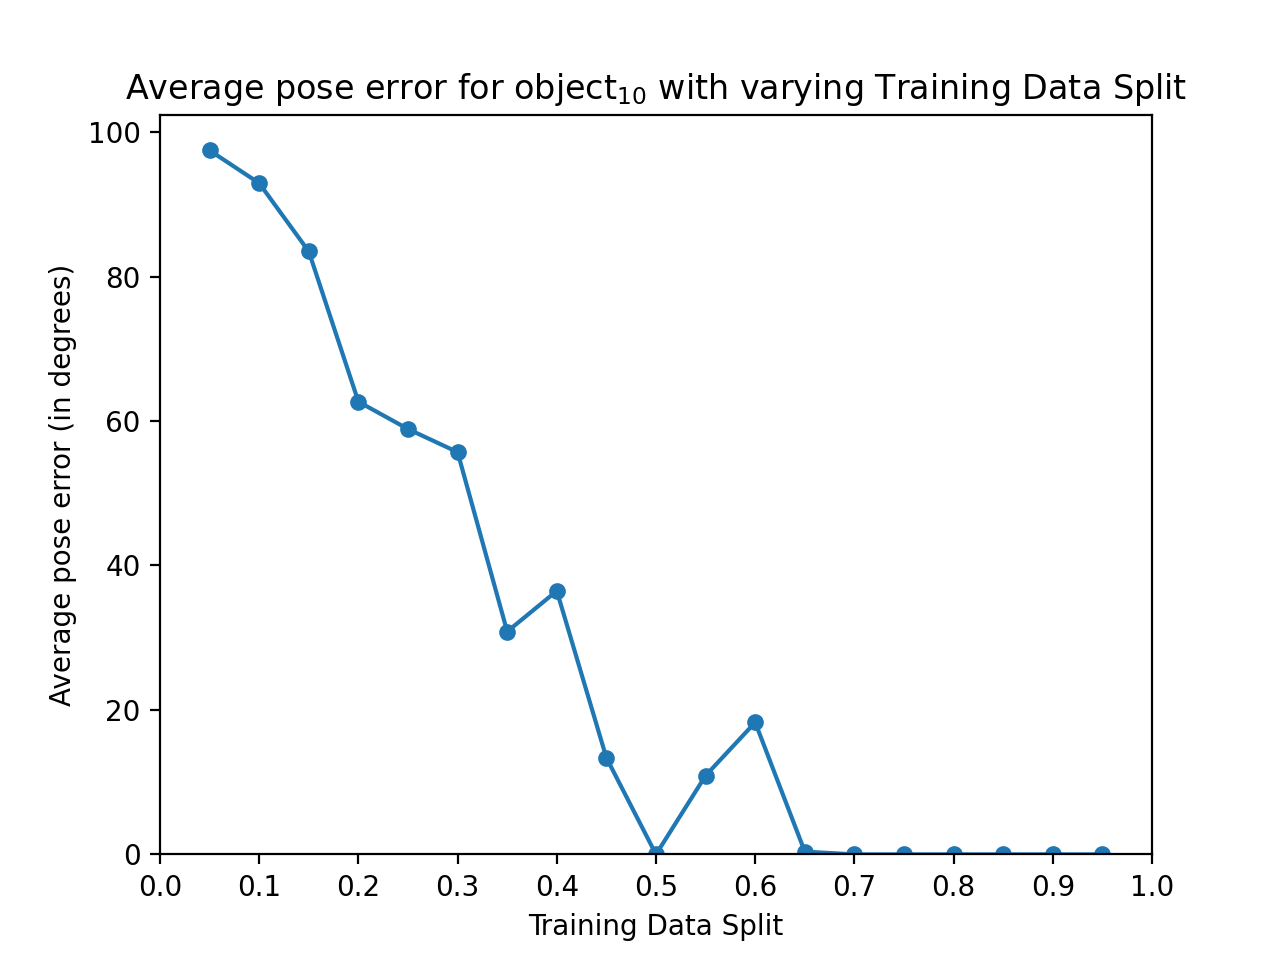 Average pose error for object₁₀ with varying Training Data Split
Average pose error (in degrees)
100
80
60
40
20
0
0.0 0.1 0.2 0.3 0.4 0.5 0.6 0.7 0.8 0.9 1.0
Training Data Split